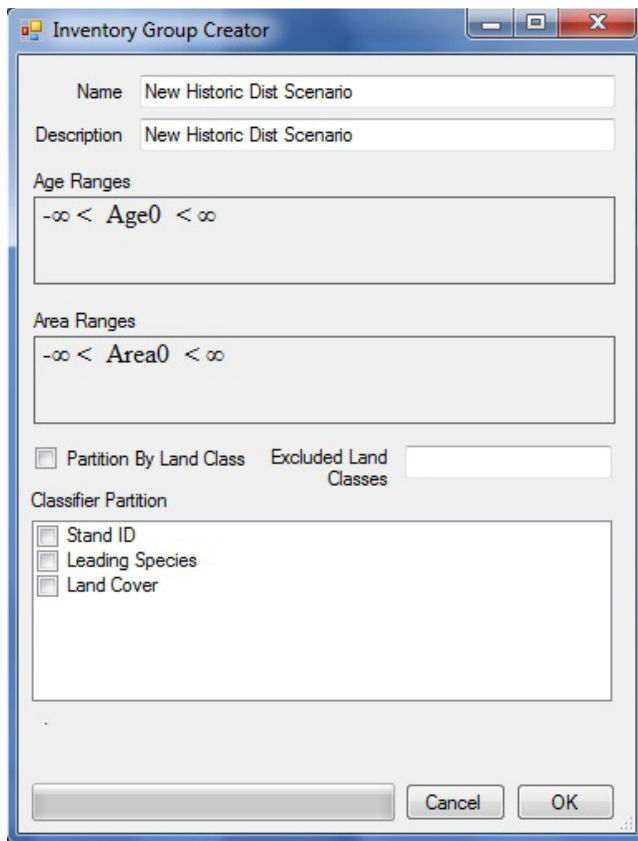 Inventory Group Creator
Name New Historic Dist Scenario
Description New Historic Dist Scenario
Age Ranges
-∞ < Age0 < ∞
Area Ranges
-∞ < Area0 < ∞
Partition By Land Class Excluded Land
Classes
Classifier Partition
Stand ID
Leading Species
Land Cover
.
Cancel OK